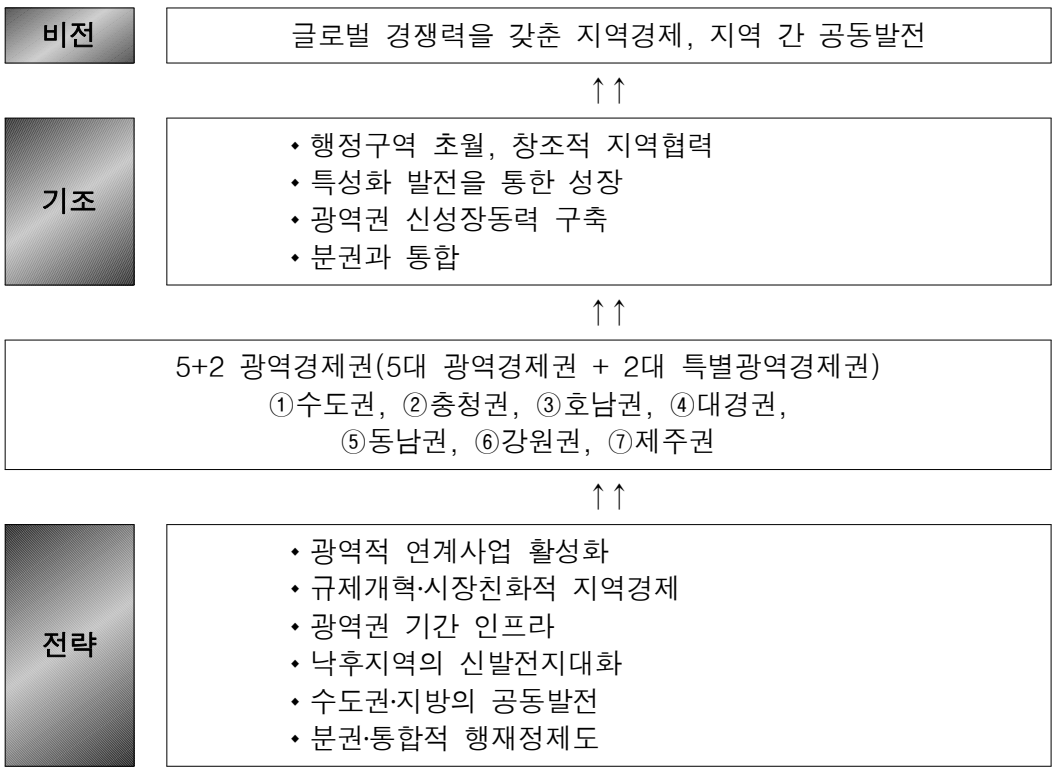 비전
글로벌 경쟁력을 갖춘 지역경제, 지역 간 공동발전
↑↑
기조
⬩행정구역 초월, 창조적 지역협력
⬩특성화 발전을 통한 성장
⬩광역권 신성장동력 구축
⬩분권과 통합
↑↑
5+2 광역경제권(5대 광역경제권 + 2대 특별광역경제권)
①수도권, ②충청권, ③호남권, ④대경권,
⑤동남권, ⑥강원권, ⑦제주권
↑↑
전략
⬩광역적 연계사업 활성화
⬩규제개혁·시장친화적 지역경제
⬩광역권 기간 인프라
⬩낙후지역의 신발전지대화
⬩수도권·지방의 공동발전
⬩분권·통합적 행재정제도